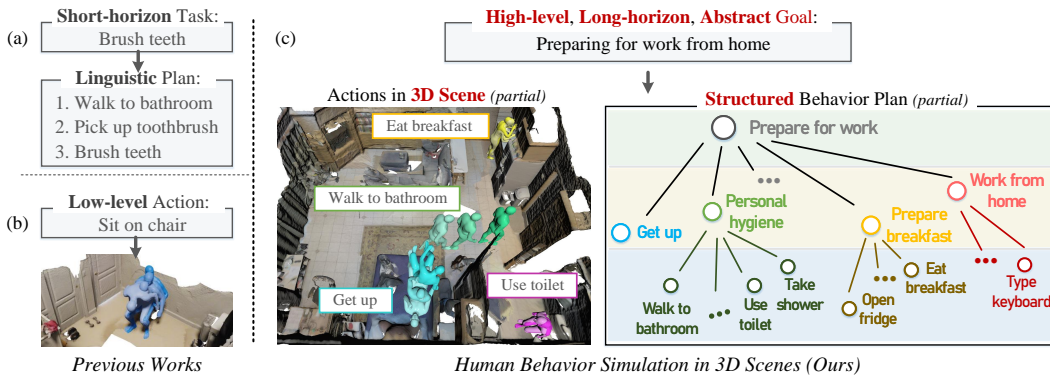 (a)
Short-horizon Task:
Brush teeth
Linguistic Plan:
1. Walk to bathroom
2. Pick up toothbrush
3. Brush teeth
(b)
Low-level Action:
Sit on chair
Previous Works
(c)
High-level, Long-horizon, Abstract Goal:
Preparing for work from home
Actions in 3D Scene (partial)
Eat breakfast
Walk to bathroom
Get up
Use toilet
Structured Behavior Plan (partial)
Prepare for work
Get up
Personal
hygiene
Prepare
breakfast
Work from
home
Walk to
bathroom
Use
toilet
Take
shower
Open
fridge
Eat
breakfast
Type
keyboard
Human Behavior Simulation in 3D Scenes (Ours)